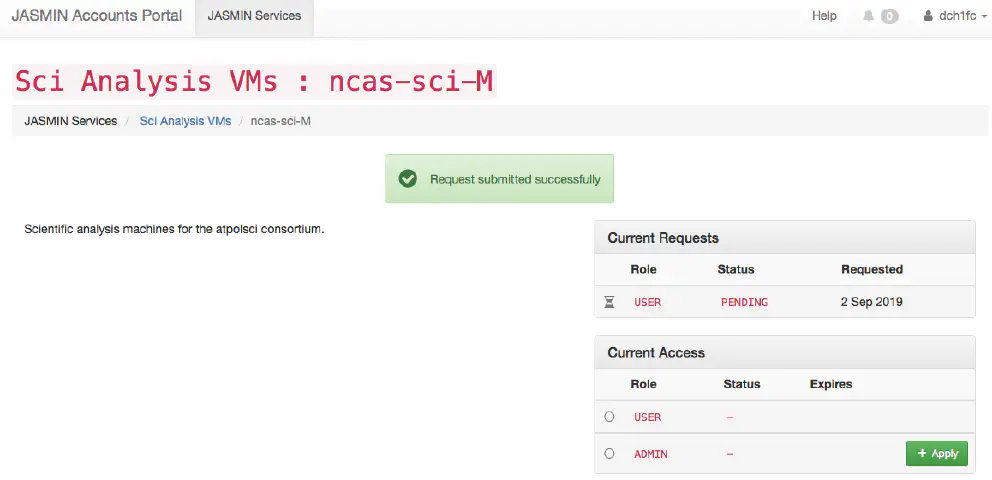 JASMIN Accounts Portal JASMIN Services Help 0 dch1fc
Sci Analysis VMs : ncas-sci-M
JASMIN Services / Sci Analysis VMs / ncas-sci-M
Request submitted successfully
Scientific analysis machines for the atpolsci consortium.
Current Requests
Role Status Requested
USER PENDING 2 Sep 2019
Current Access
Role Status Expires
USER –
ADMIN – + Apply